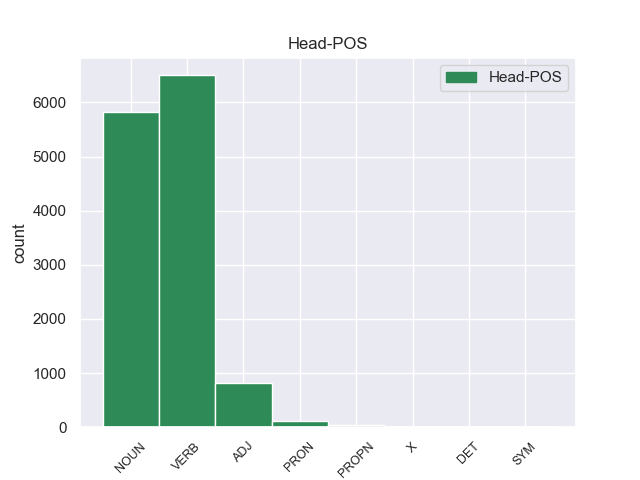 Head-POS
Head-POS
6000
5000
4000
3000
2000
1000
0
count
NOUN
VERB
ADJ
PRON
PROPN
X
DET
SYM